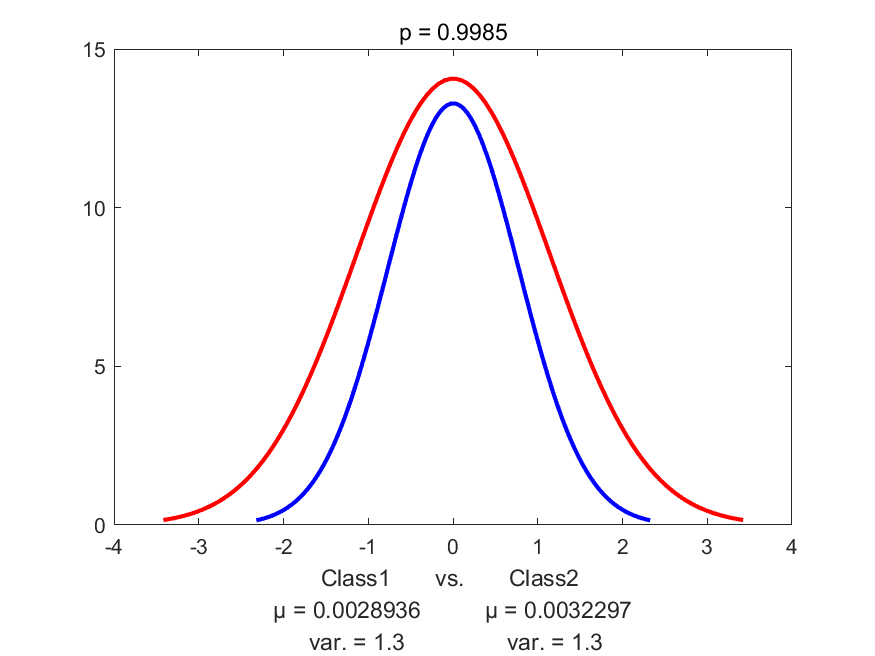 p = 0.9985
15
10
5
0
-4 -3 -2 -1 0 1 2 3 4
Class1 vs. Class2
μ = 0.0028936 μ = 0.0032297
var. = 1.3 var. = 1.3